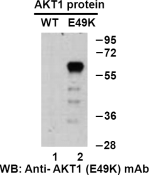 AKT1 protein
WT E49K
95
72
55
36
28
1 2
WB: Anti- AKT1 (E49K) mAb